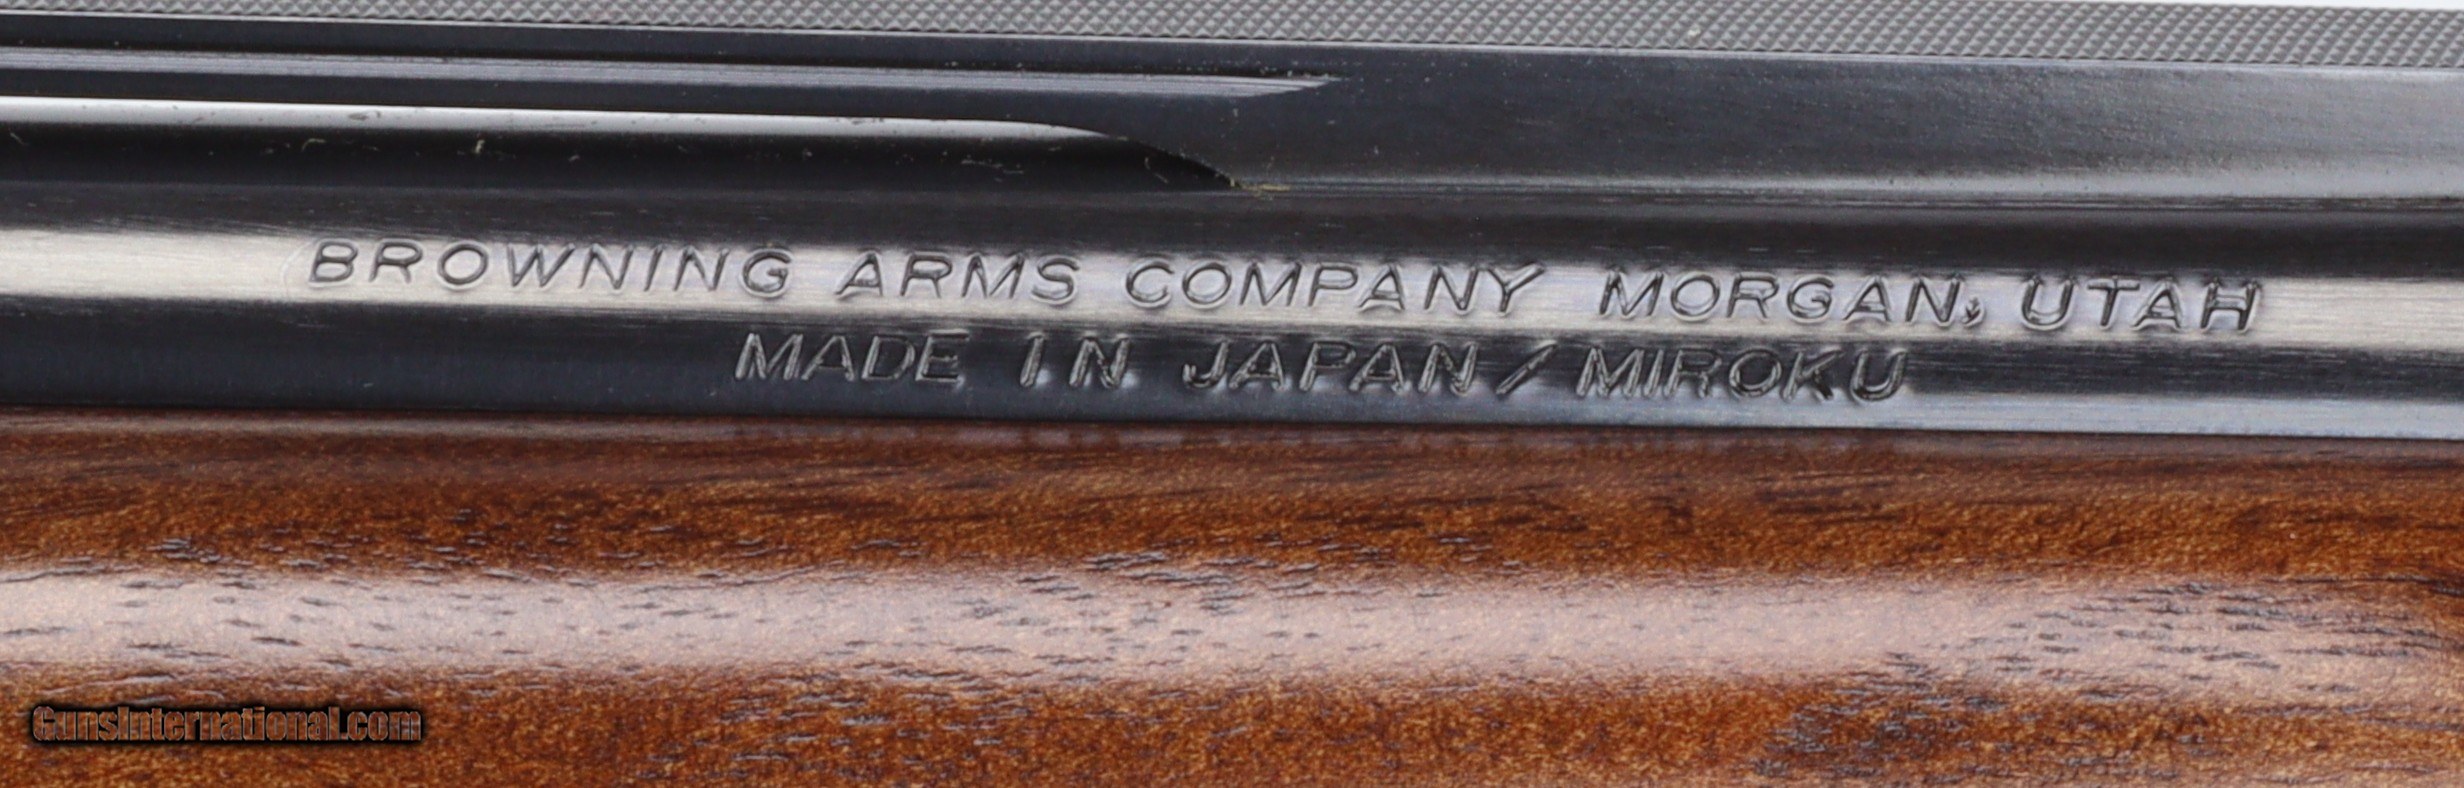 BROWNING ARMS COMPANY MORGAN, UTAH
MADE IN JAPAN/MIROKU
GunsInternational.com